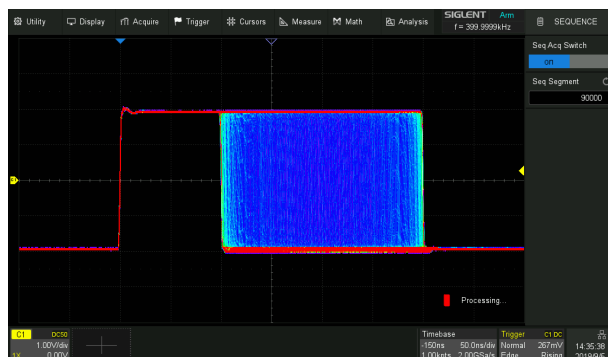 Utility Display Acquire Trigger Cursors Measure Math Analysis SIGLENT Arm SEQUENCE
f = 399.9999kHz
Seq Acq Switch
on
Seq Segment
90000
C1
Processing...
C1 DC50 Timebase Trigger C1 DC
1.00V/div -150ns 50.0ns/div Normal 267mV 14:35:38
1X 0.00V 1.00kpts 2.00GSa/s Edge Rising